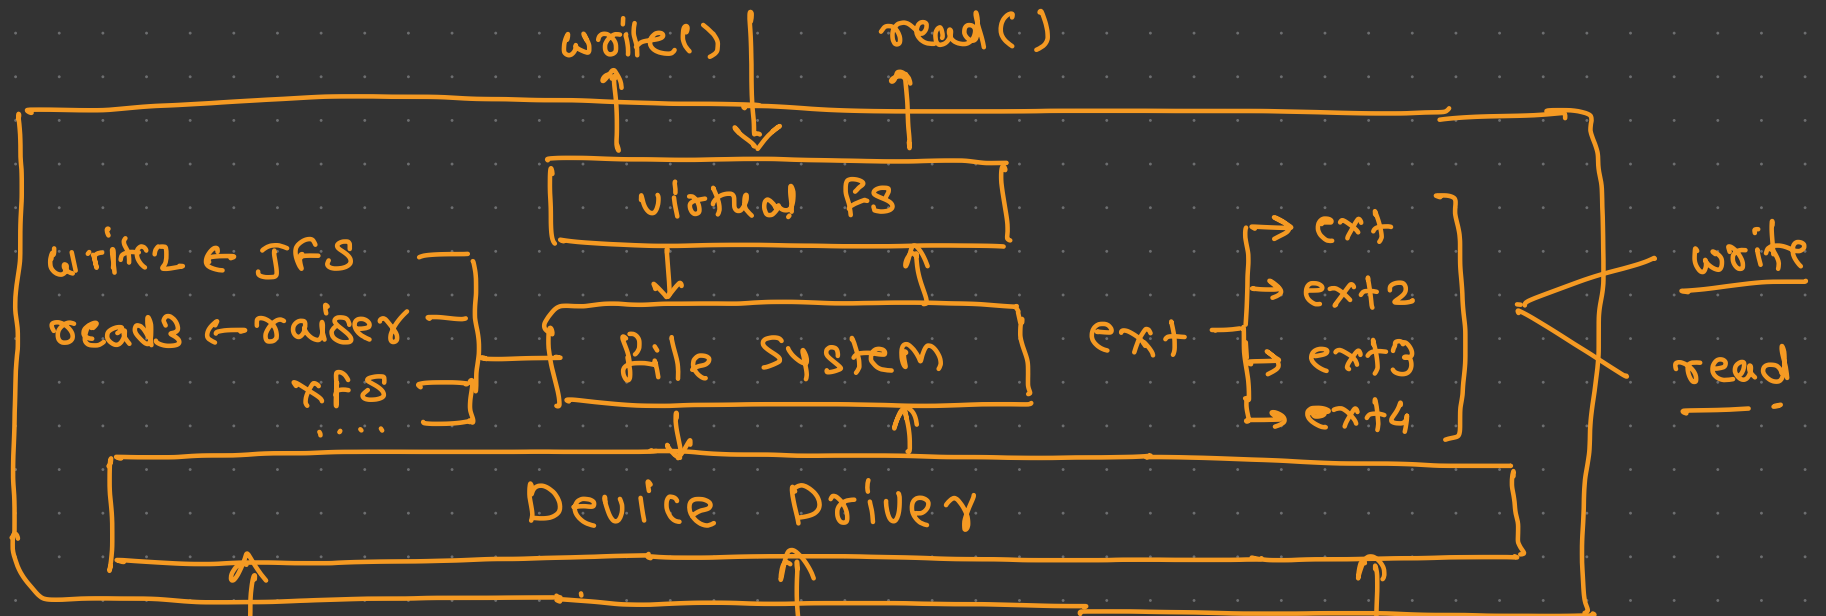 write()
read()
virtual FS
write2 ← JFS
read3 ← raiser
xFS
....
file System
ext
ext
ext2
ext3
ext4
write
read
Device Driver